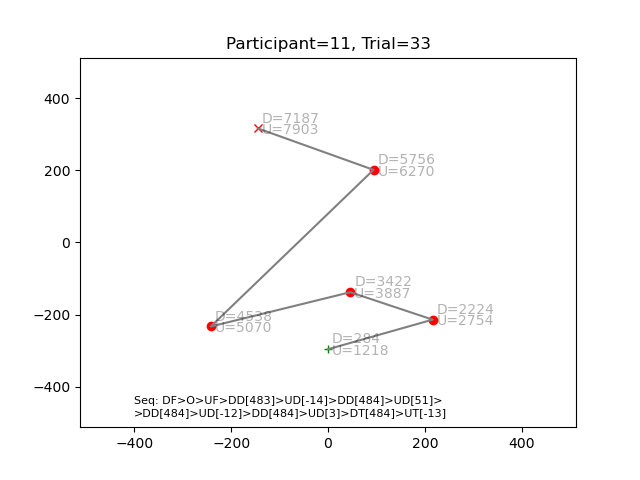 Participant=11, Trial=33
400
200
0
−200
−400
D=7187
U=7903
D=5756
U=6270
D=3422
U=3887
D=2224
U=2754
D=4538
U=5070
D=284
U=1218
Seq: DF>O>UF>DD[483]>UD[-14]>DD[484]>UD[51]>
>DD[484]>UD[-12]>DD[484]>UD[3]>DT[484]>UT[-13]
−400
−200
0
200
400